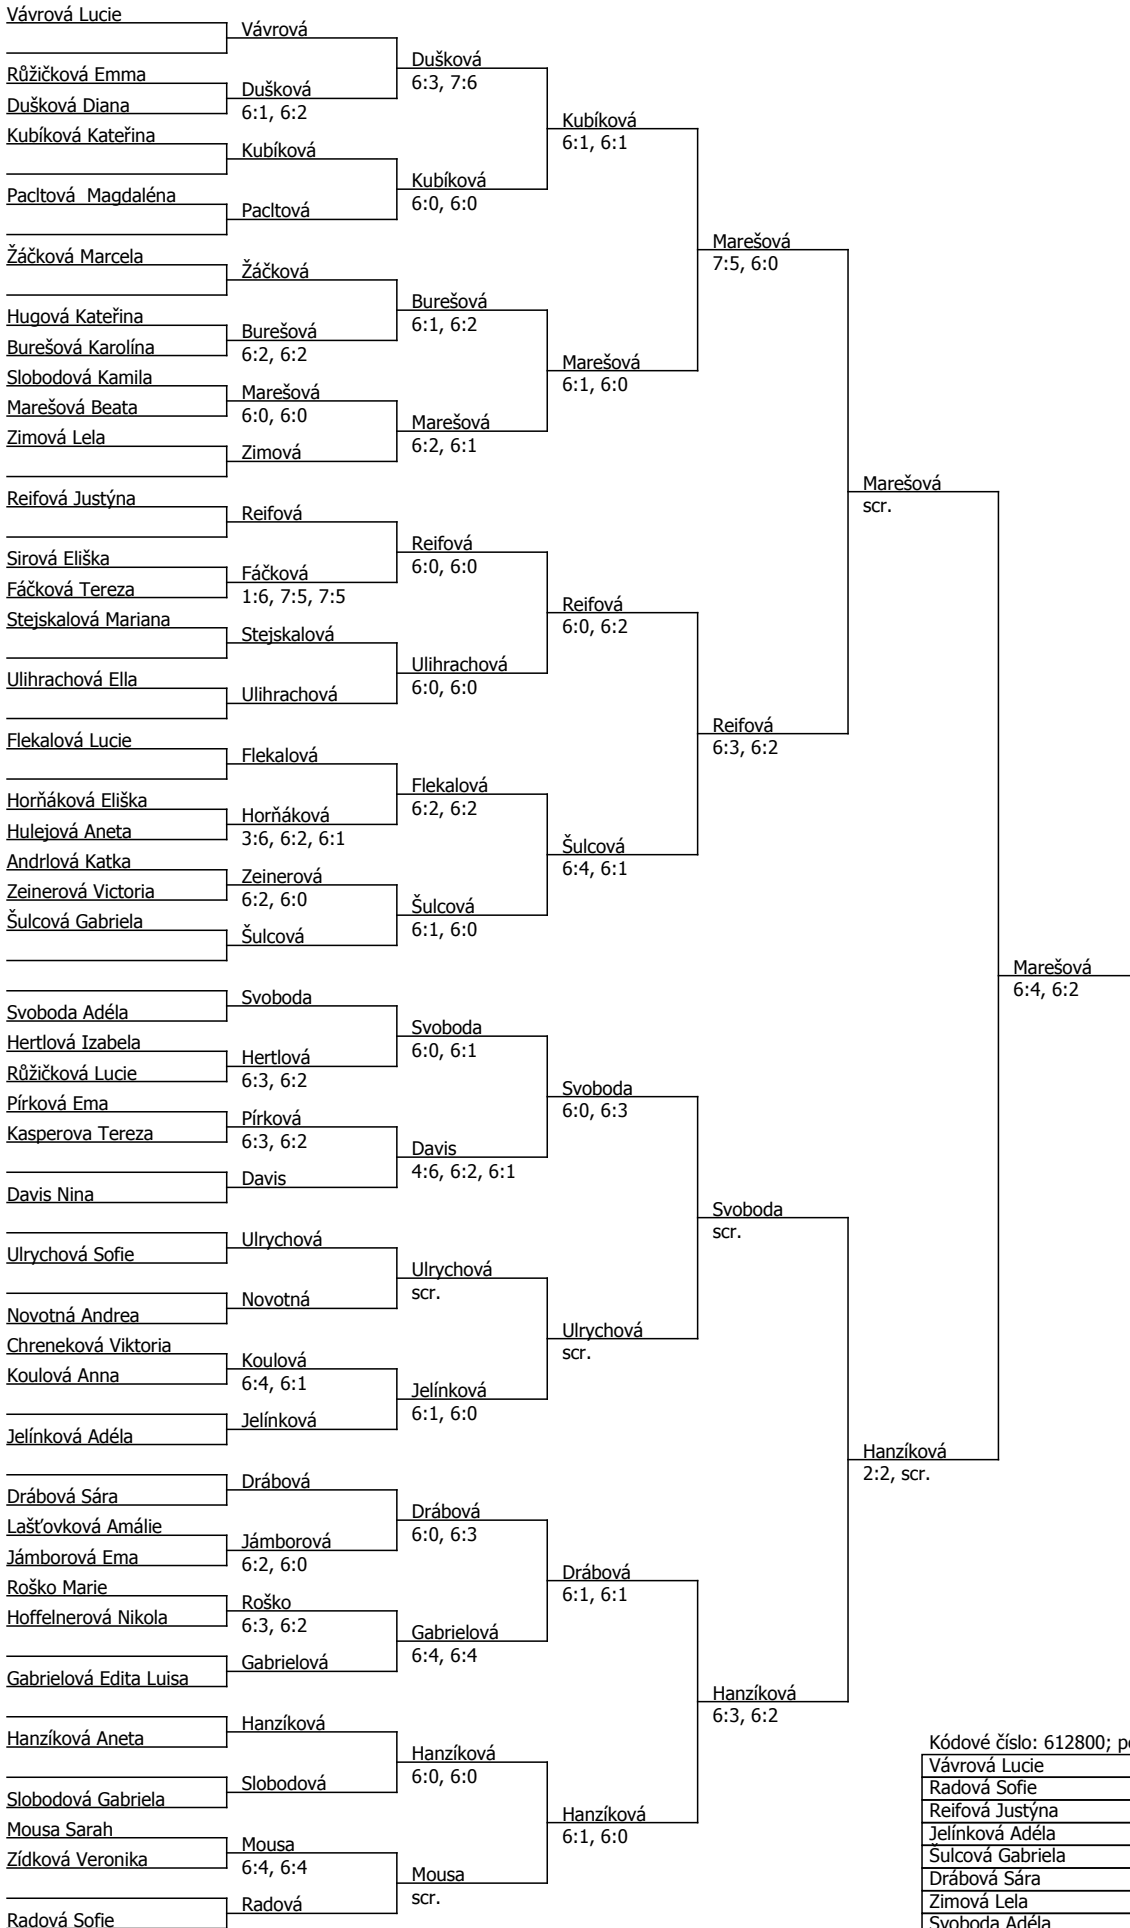 Vávrová Lucie
Vávrová
Dušková
6:3, 7:6
Růžičková Emma
Dušková
6:1, 6:2
Dušková Diana
Kubíková
6:1, 6:1
Kubíková Kateřina
Kubíková
Kubíková
6:0, 6:0
Pacltová  Magdaléna
Pacltová
Marešová
7:5, 6:0
Žáčková Marcela
Žáčková
Burešová
6:1, 6:2
Hugová Kateřina
Burešová
6:2, 6:2
Burešová Karolína
Marešová
6:1, 6:0
Slobodová Kamila
Marešová
6:0, 6:0
Marešová Beata
Marešová
6:2, 6:1
Zimová Lela
Zimová
Marešová
scr.
Reifová Justýna
Reifová
Reifová
6:0, 6:0
Sirová Eliška
Fáčková
1:6, 7:5, 7:5
Fáčková Tereza
Reifová
6:0, 6:2
Stejskalová Mariana
Stejskalová
Ulihrachová
6:0, 6:0
Ulihrachová Ella
Ulihrachová
Reifová
6:3, 6:2
Flekalová Lucie
Flekalová
Flekalová
6:2, 6:2
Horňáková Eliška
Horňáková
3:6, 6:2, 6:1
Hulejová Aneta
Šulcová
6:4, 6:1
Andrlová Katka
Zeinerová
6:2, 6:0
Zeinerová Victoria
Šulcová
6:1, 6:0
Šulcová Gabriela
Šulcová
Marešová
6:4, 6:2
Svoboda
Svoboda Adéla
Svoboda
6:0, 6:1
Hertlová Izabela
Hertlová
6:3, 6:2
Růžičková Lucie
Svoboda
6:0, 6:3
Pírková Ema
Pírková
6:3, 6:2
Kasperova Tereza
Davis
4:6, 6:2, 6:1
Davis
Davis Nina
Svoboda
scr.
Ulrychová
Ulrychová Sofie
Ulrychová
scr.
Novotná
Novotná Andrea
Ulrychová
scr.
Chreneková Viktoria
Koulová
6:4, 6:1
Koulová Anna
Jelínková
6:1, 6:0
Jelínková
Jelínková Adéla
Hanzíková
2:2, scr.
Drábová
Drábová Sára
Drábová
6:0, 6:3
Lašťovková Amálie
Jámborová
6:2, 6:0
Jámborová Ema
Drábová
6:1, 6:1
Roško Marie
Roško
6:3, 6:2
Hoffelnerová Nikola
Gabrielová
6:4, 6:4
Gabrielová
Gabrielová Edita Luisa
Hanzíková
6:3, 6:2
Hanzíková
Hanzíková Aneta
Hanzíková
6:0, 6:0
Slobodová
Slobodová Gabriela
Hanzíková
6:1, 6:0
Mousa Sarah
Mousa
6:4, 6:4
Zídková Veronika
Mousa
scr.
Radová
Radová Sofie
Kódové číslo: 612800; po
Vávrová Lucie
Radová Sofie
Reifová Justýna
Jelínková Adéla
Šulcová Gabriela
Drábová Sára
Zimová Lela
Svoboda Adéla